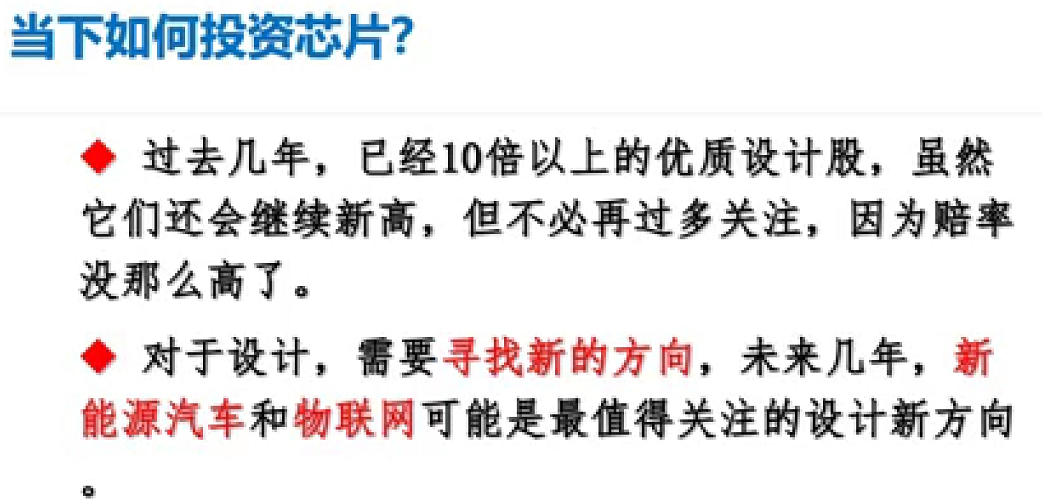 当下如何投资芯片?
◆ 过去几年，已经10倍以上的优质设计股，虽然
它们还会继续新高，但不必再过多关注，因为赔率
没那么高了。
◆ 对于设计，需要寻找新的方向，未来几年，新
能源汽车和物联网可能是最值得关注的设计新方向
。